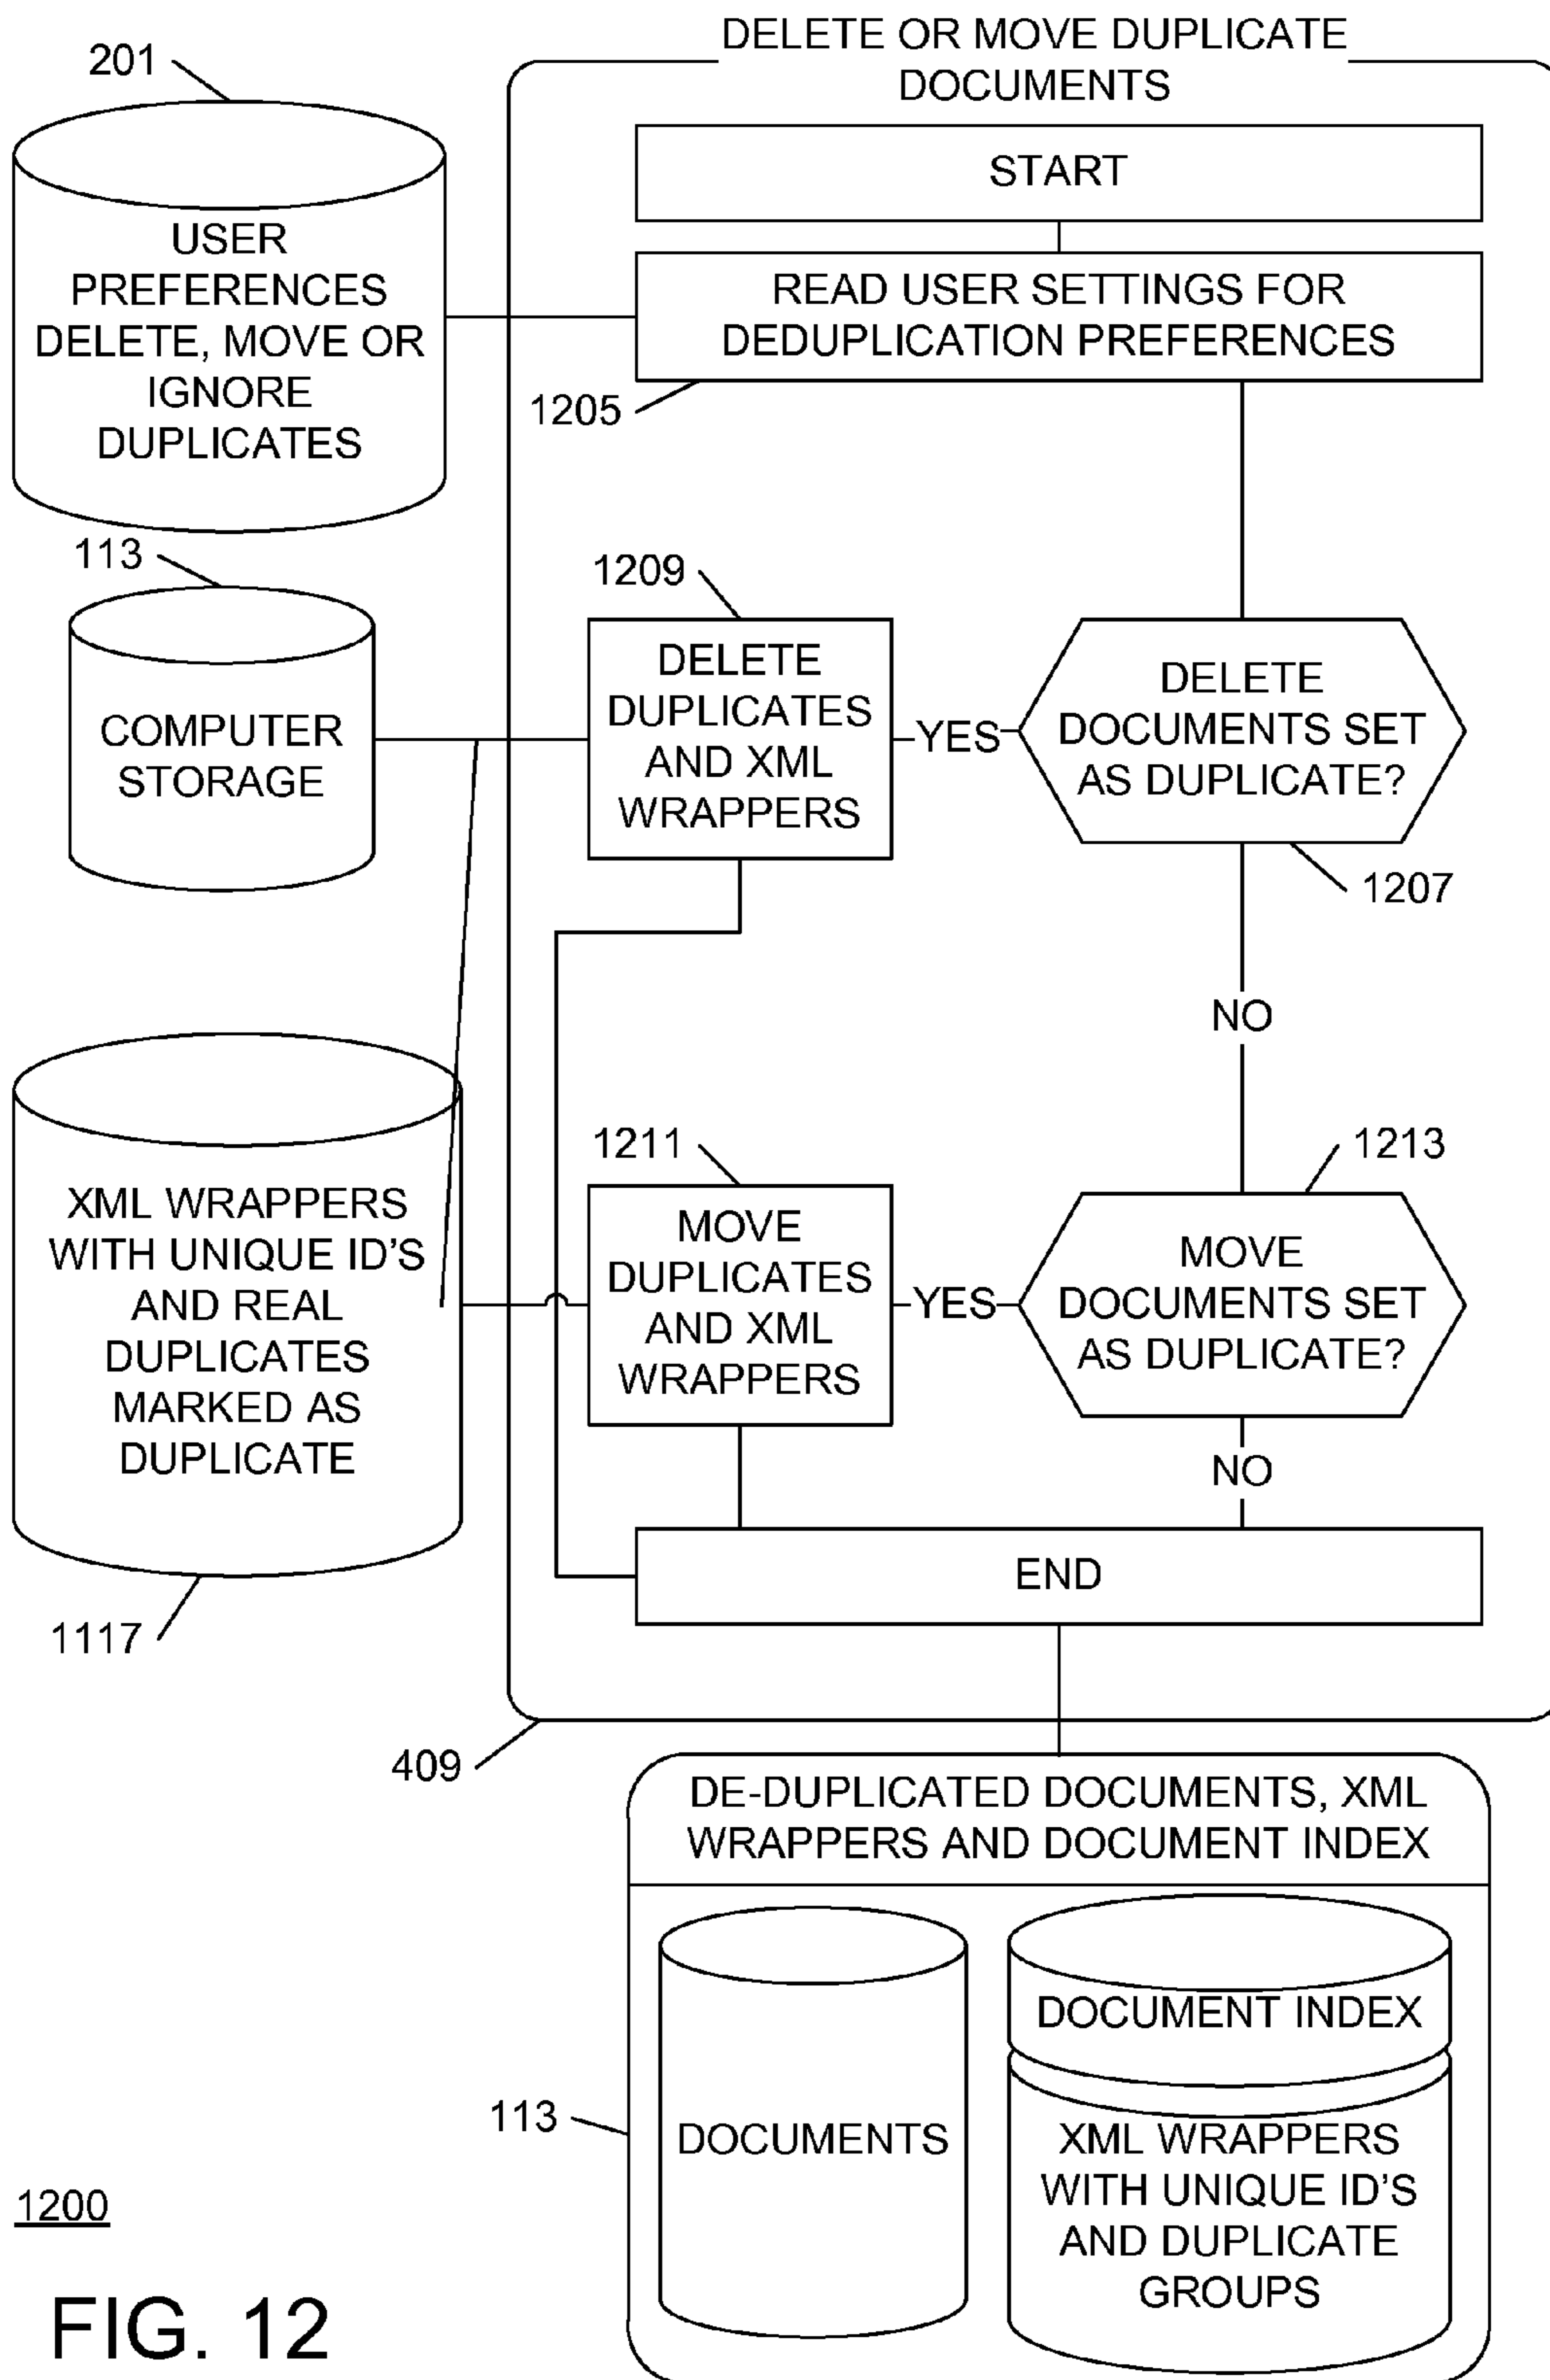 DELETE OR MOVE DUPLICATE
DOCUMENTS
201
START
USER
PREFERENCES
DELETE, MOVE OR
IGNORE
DUPLICATES
READ USER SETTINGS FOR
DEDUPLICATION PREFERENCES
1205
113
1209
COMPUTER
STORAGE
DELETE
DUPLICATES
AND XML
WRAPPERS
YES
DELETE
DOCUMENTS SET
AS DUPLICATE?
1207
NO
1211
1213
XML WRAPPERS
WITH UNIQUE ID'S
AND REAL
DUPLICATES
MARKED AS
DUPLICATE
MOVE
DUPLICATES
AND XML
WRAPPERS
YES
MOVE
DOCUMENTS SET
AS DUPLICATE?
NO
END
1117
409
DE-DUPLICATED DOCUMENTS, XML
WRAPPERS AND DOCUMENT INDEX
DOCUMENT INDEX
113
DOCUMENTS
XML WRAPPERS
WITH UNIQUE ID'S
AND DUPLICATE
GROUPS
1200
FIG. 12